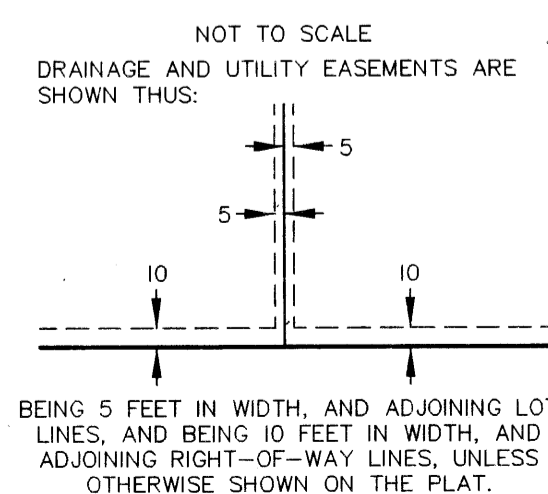 NOT TO SCALE
DRAINAGE AND UTILITY EASEMENTS ARE
SHOWN THUS:
5
5
10
10
BEING 5 FEET IN WIDTH, AND ADJOINING LOT
LINES, AND BEING 10 FEET IN WIDTH, AND
ADJOINING RIGHT-OF-WAY LINES, UNLESS
OTHERWISE SHOWN ON THE PLAT.